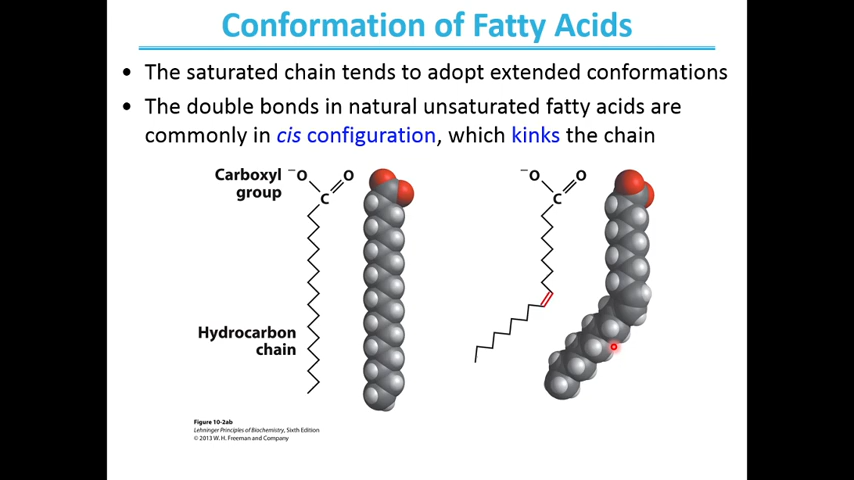 Conformation of Fatty Acids
• The saturated chain tends to adopt extended conformations
• The double bonds in natural unsaturated fatty acids are
commonly in cis configuration, which kinks the chain
Carboxyl
group
⁻O
O
C
⁻O
O
C
Hydrocarbon
chain
Figure 10-2ab
Lehninger Principles of Biochemistry, Sixth Edition
© 2013 W. H. Freeman and Company